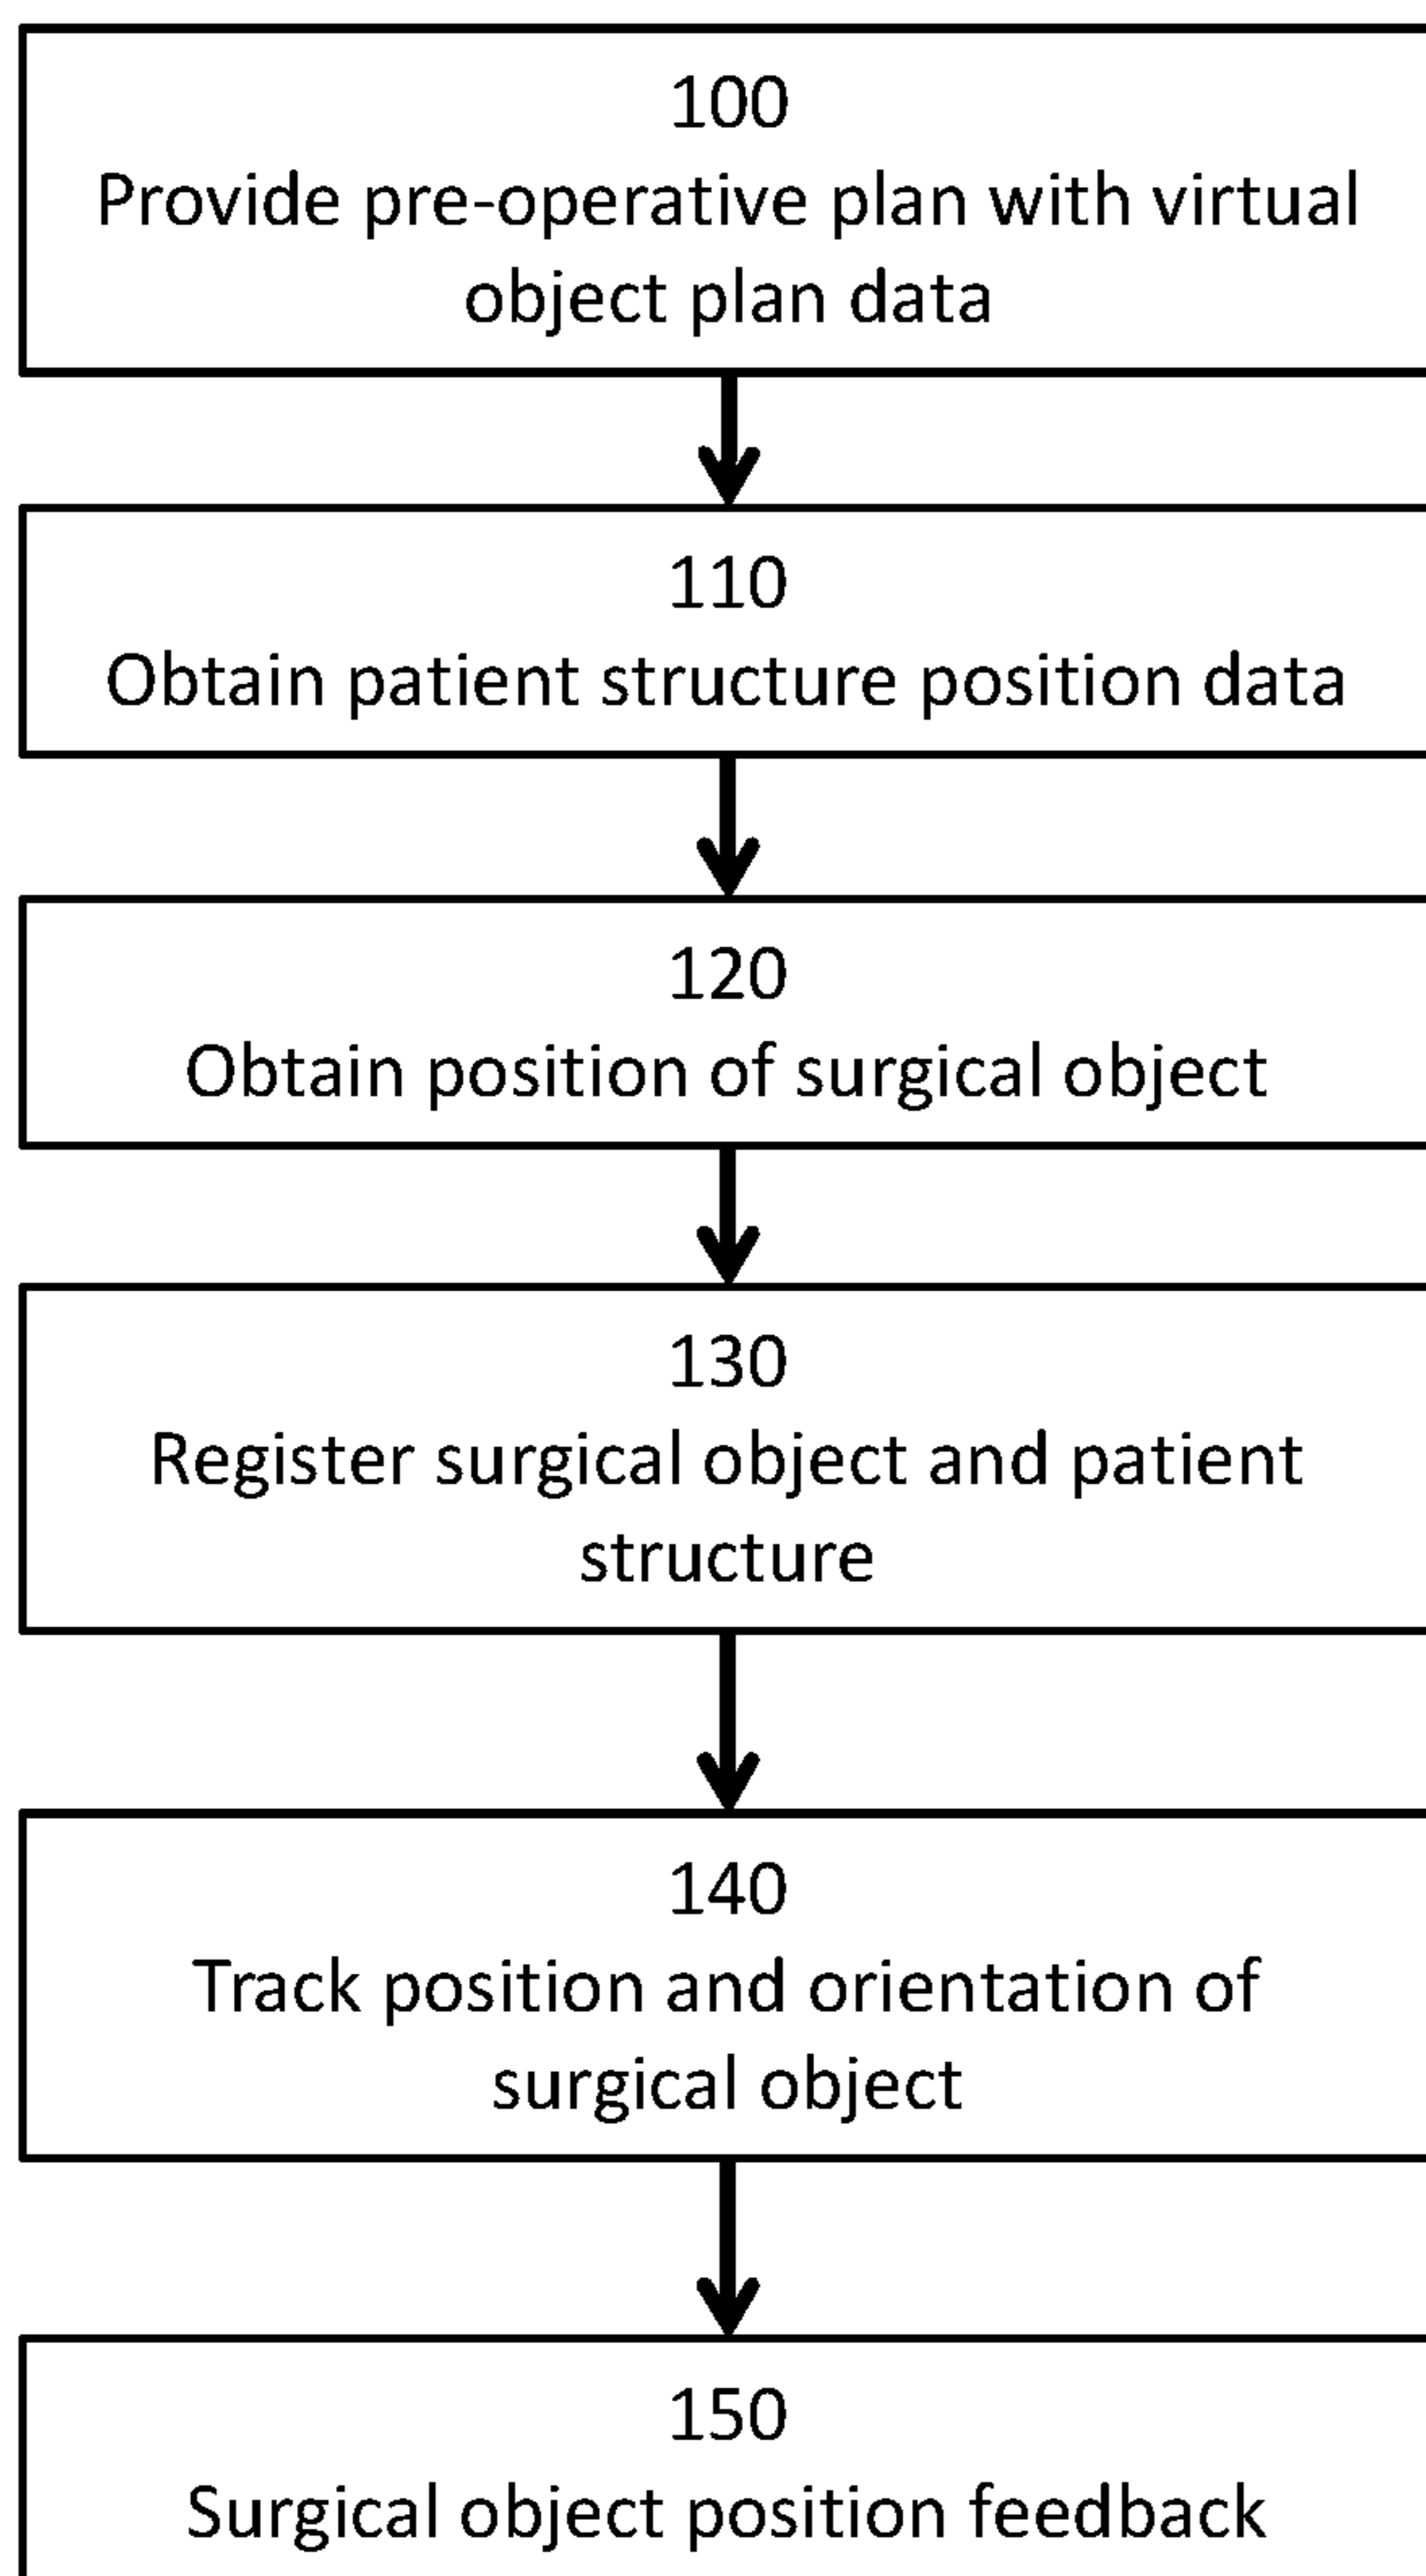 100
Provide pre-operative plan with virtual
object plan data
110
Obtain patient structure position data
120
Obtain position of surgical object
130
Register surgical object and patient
structure
140
Track position and orientation of
surgical object
150
Surgical object position feedback